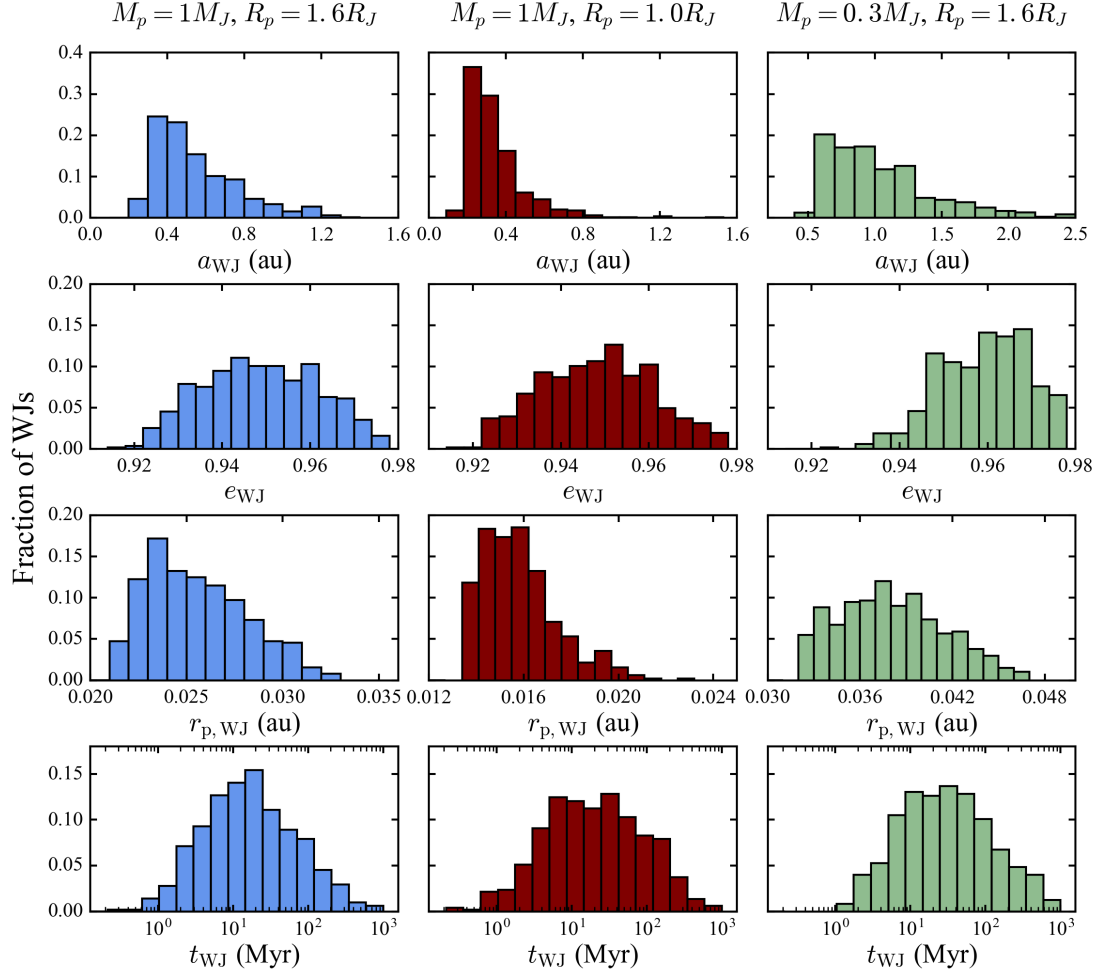 M_p = 1M_J, R_p = 1.6R_J M_p = 1M_J, R_p = 1.0R_J M_p = 0.3M_J, R_p = 1.6R_J
0.4
0.3
0.2
0.1
0.0
0.0 0.4 0.8 1.2 1.6 0.0 0.4 0.8 1.2 1.6 0.5 1.0 1.5 2.0 2.5
a_WJ (au) a_WJ (au) a_WJ (au)
0.20
0.15
0.10
0.05
0.00
0.92 0.94 0.96 0.98 0.92 0.94 0.96 0.98 0.92 0.94 0.96 0.98
e_WJ e_WJ e_WJ
Fraction of WJs
0.20
0.15
0.10
0.05
0.00
0.020 0.025 0.030 0.035 0.012 0.016 0.020 0.024 0.030 0.036 0.042 0.048
r_p, WJ (au) r_p, WJ (au) r_p, WJ (au)
0.15
0.10
0.05
0.00
10^0 10^1 10^2 10^3 10^0 10^1 10^2 10^3 10^0 10^1 10^2 10^3
t_WJ (Myr) t_WJ (Myr) t_WJ (Myr)